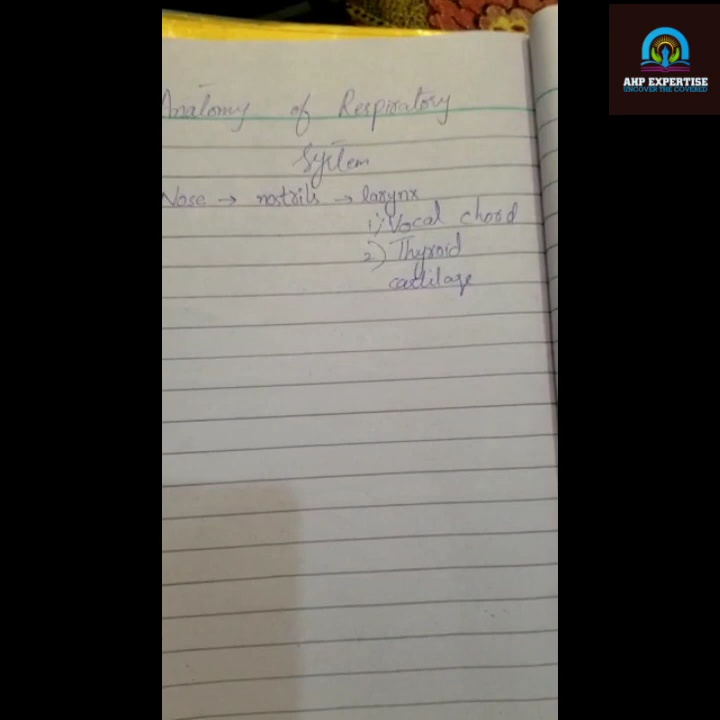 AHP EXPERTISE
UNCOVER THE COVERED
Anatomy of Respiratory
System
Nose → nostrils → larynx
1) Vocal chord
2) Thyroid
cartilage